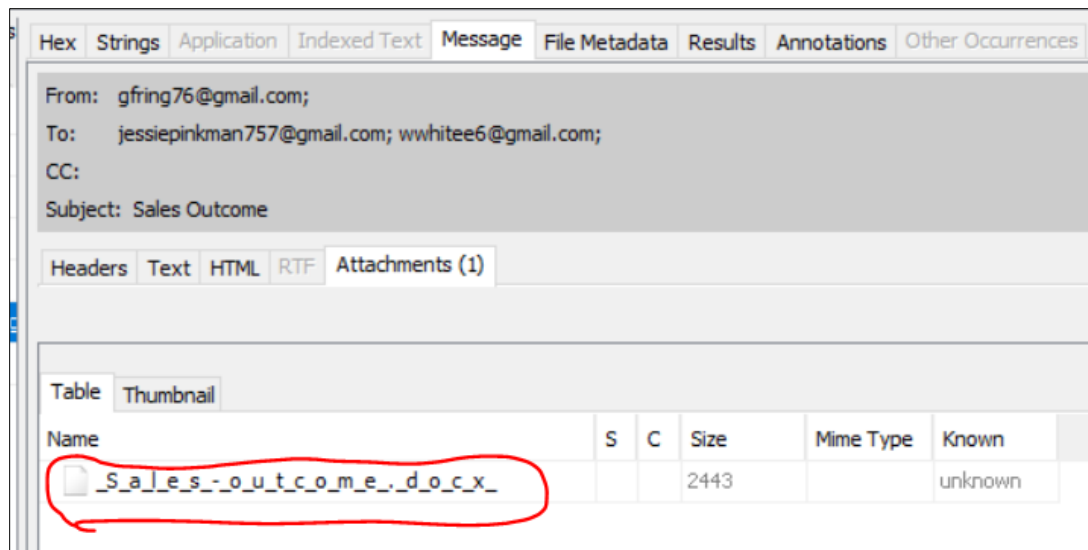 Hex Strings Application Indexed Text Message File Metadata Results Annotations Other Occurrences
From: gfring76@gmail.com;
To: jessiepinkman757@gmail.com; wwhitee6@gmail.com;
CC:
Subject: Sales Outcome
Headers Text HTML RTF Attachments (1)
Table Thumbnail
Name S C Size Mime Type Known
_S_a_l_e_s_-_o_u_t_c_o_m_e_._d_o_c_x_ 2443 unknown